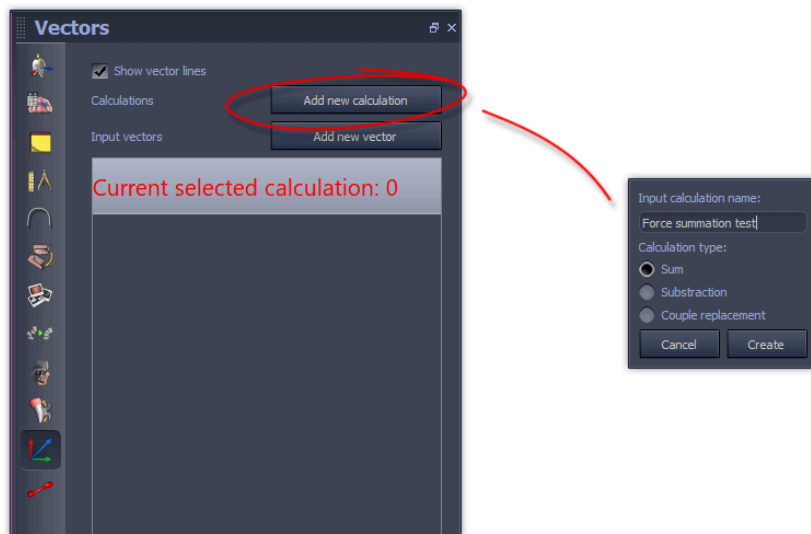 Vectors
Show vector lines
Calculations
Add new calculation
Input vectors
Add new vector
Current selected calculation: 0
Input calculation name:
Force summation test
Calculation type:
Sum
Substraction
Couple replacement
Cancel
Create